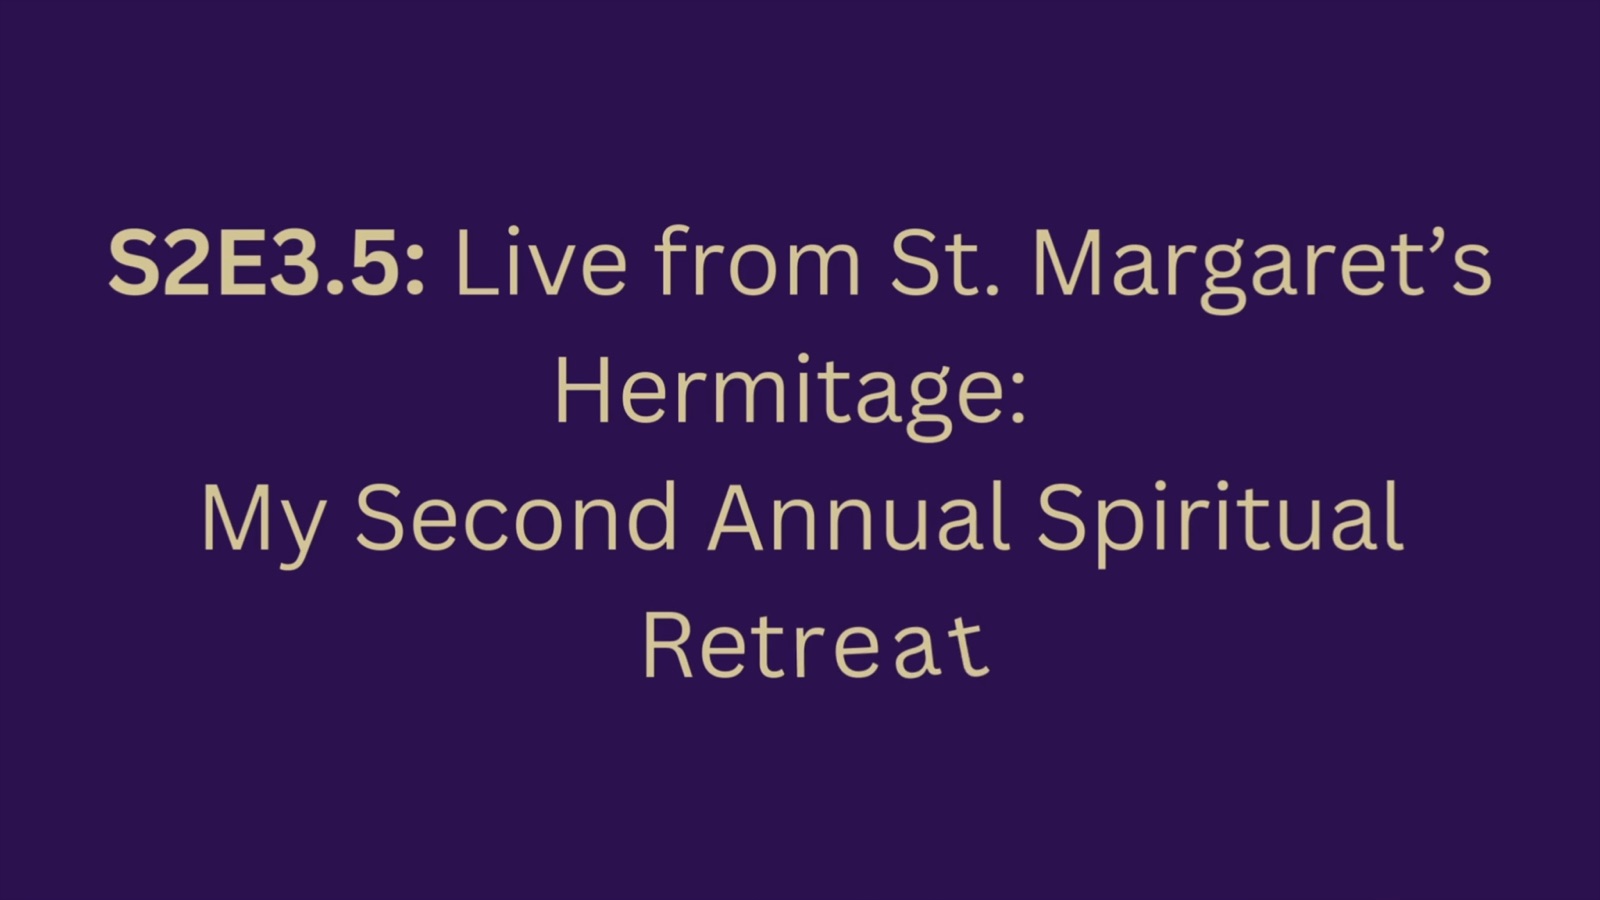 S2E3.5: Live from St. Margaret’s
Hermitage:
My Second Annual Spiritual
Retreat